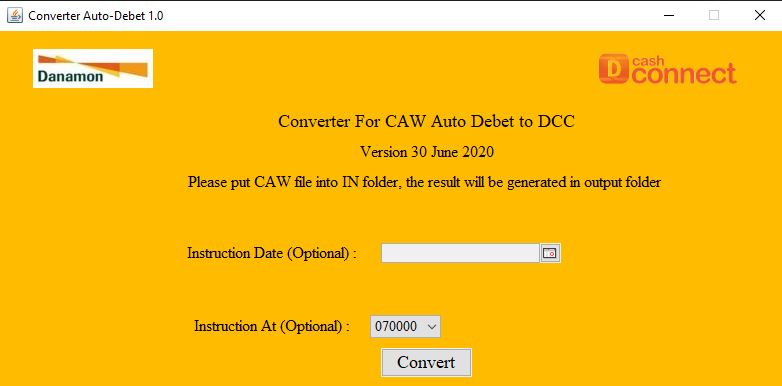 Converter Auto-Debet 1.0
Danamon
D cash
connect
Converter For CAW Auto Debet to DCC
Version 30 June 2020
Please put CAW file into IN folder, the result will be generated in output folder
Instruction Date (Optional) :
Instruction At (Optional) : 070000
Convert